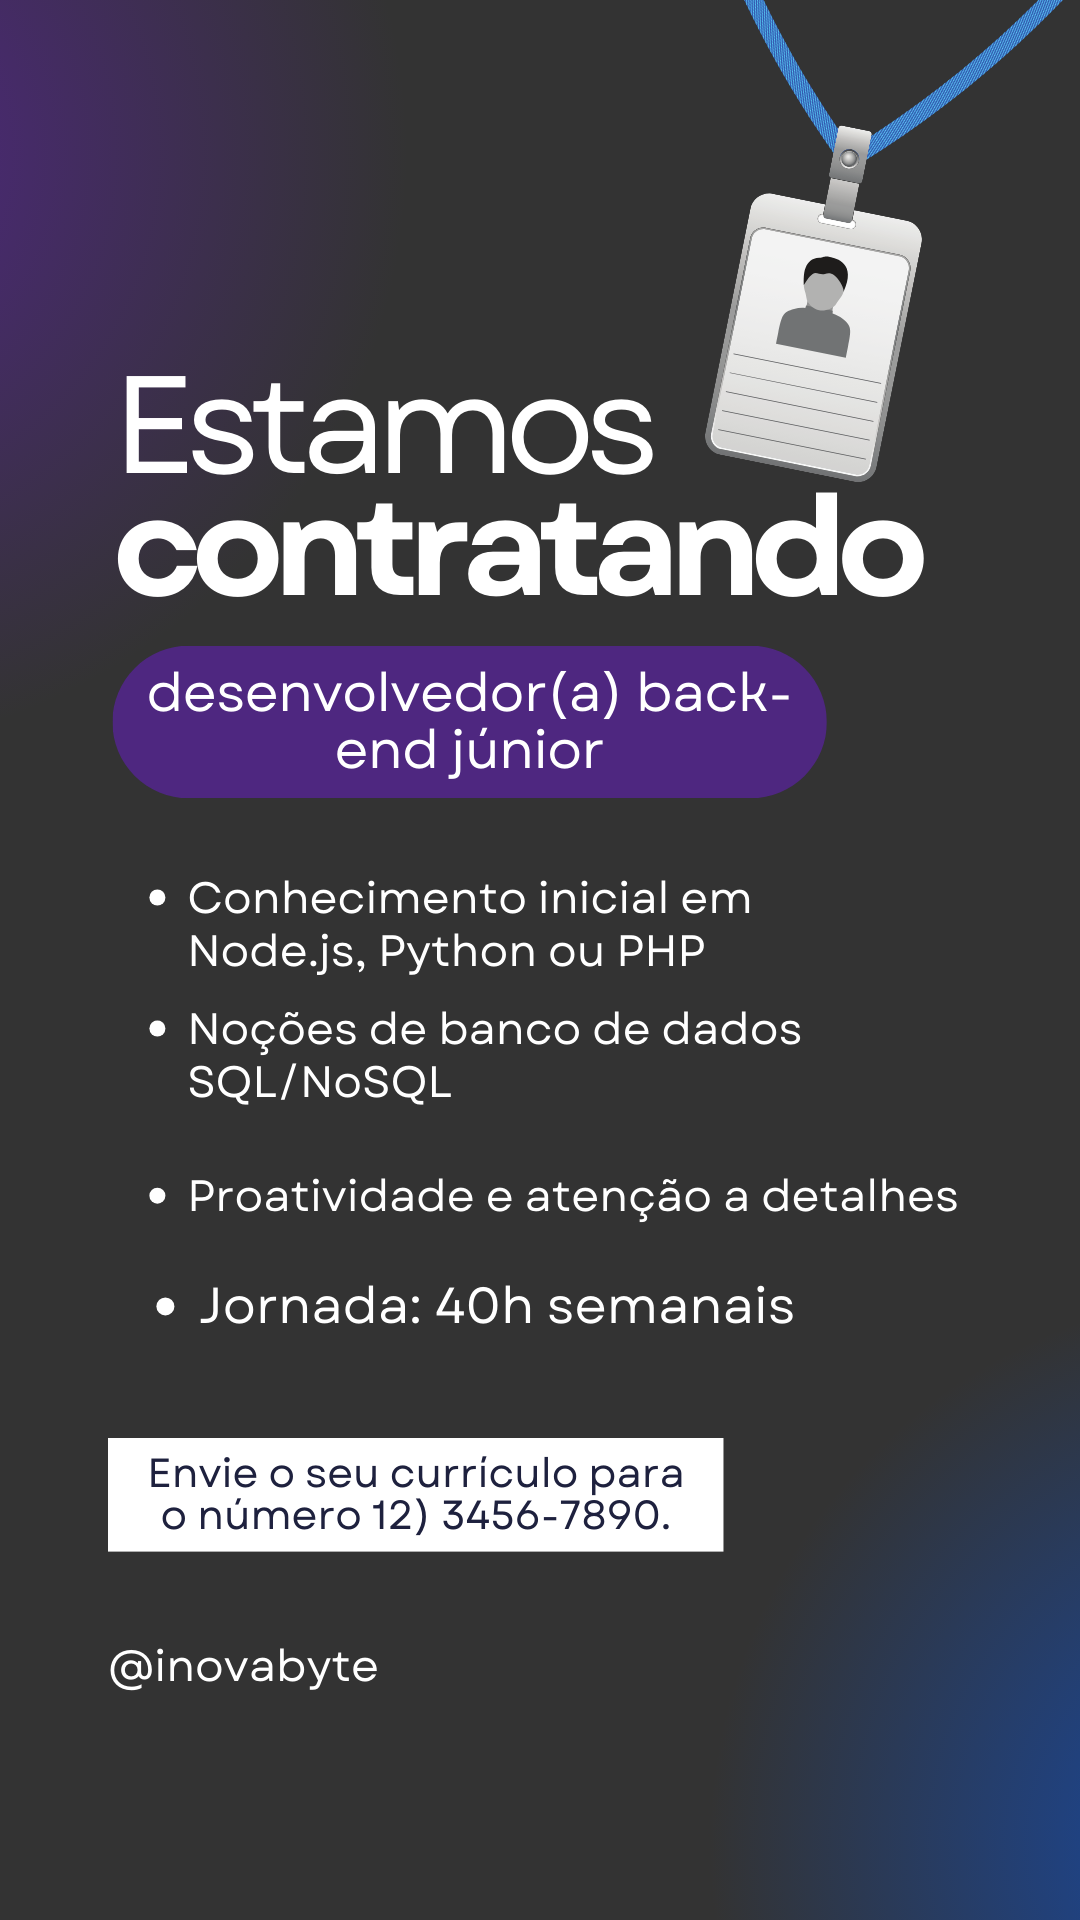 Estamos
contratando
desenvolvedor(a) back-
end júnior
• Conhecimento inicial em
Node.js, Python ou PHP
• Noções de banco de dados
SQL/NoSQL
• Proatividade e atenção a detalhes
• Jornada: 40h semanais
Envie o seu currículo para
o número 12) 3456-7890.
@inovabyte